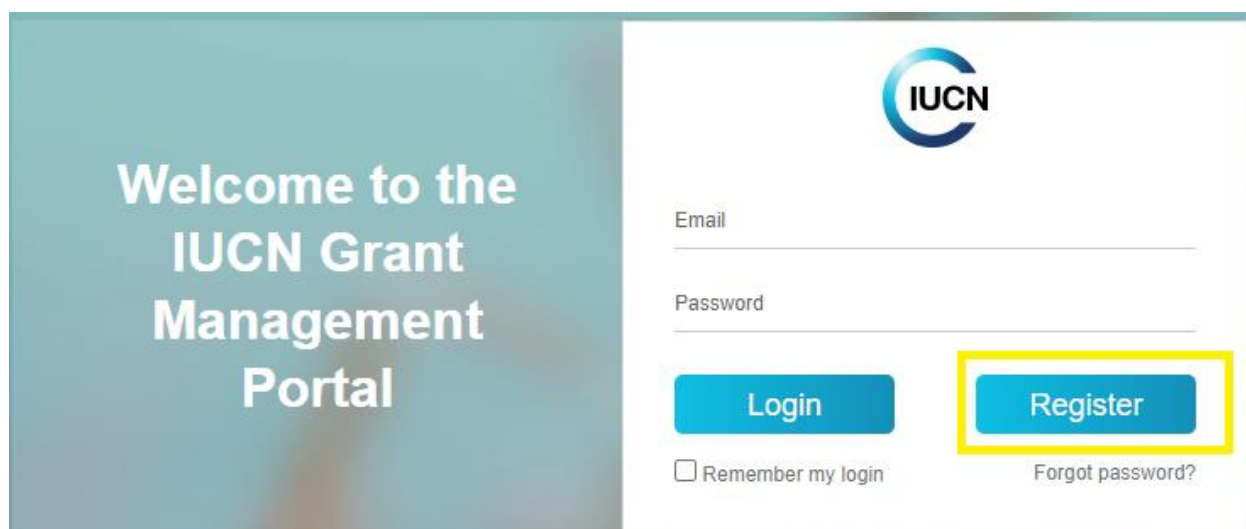 Welcome to the
IUCN Grant
Management
Portal
IUCN
Email
Password
Login
Register
Remember my login
Forgot password?